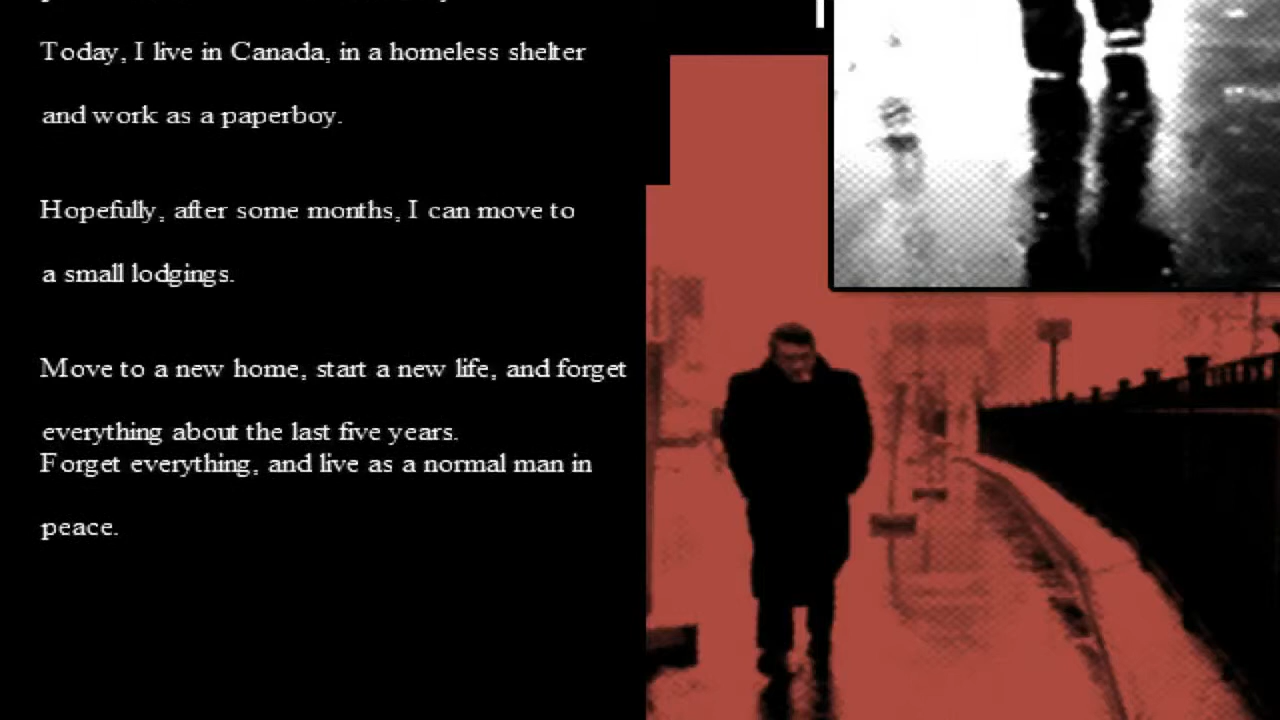 Today, I live in Canada, in a homeless shelter
and work as a paperboy.
Hopefully, after some months, I can move to
a small lodgings.
Move to a new home, start a new life, and forget
everything about the last five years.
Forget everything, and live as a normal man in
peace.